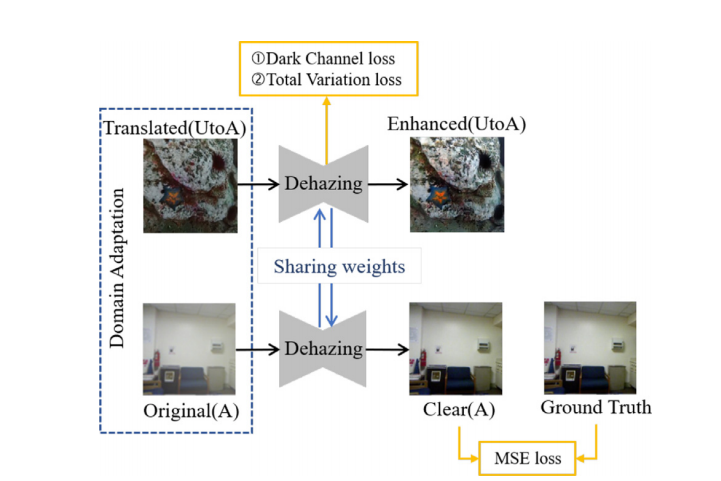 ①Dark Channel loss
②Total Variation loss
Translated(UtoA)
Enhanced(UtoA)
Dehazing
Domain Adaptation
Sharing weights
Dehazing
Original(A)
Clear(A)
Ground Truth
MSE loss